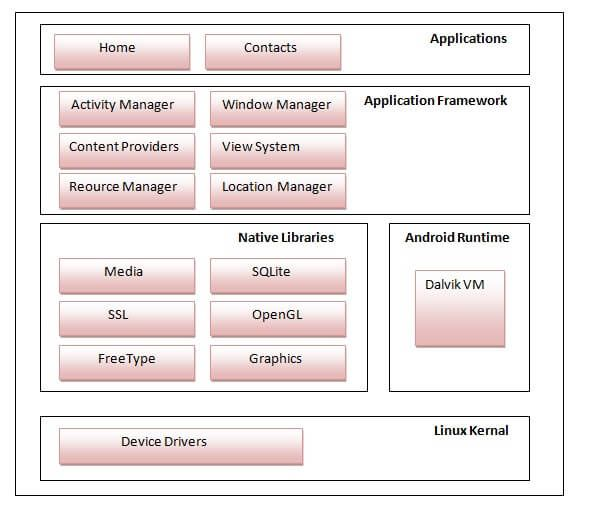 Applications
Home
Contacts
Application Framework
Activity Manager
Window Manager
Content Providers
View System
Reource Manager
Location Manager
Native Libraries
Media
SQLite
SSL
OpenGL
FreeType
Graphics
Android Runtime
Dalvik VM
Linux Kernal
Device Drivers